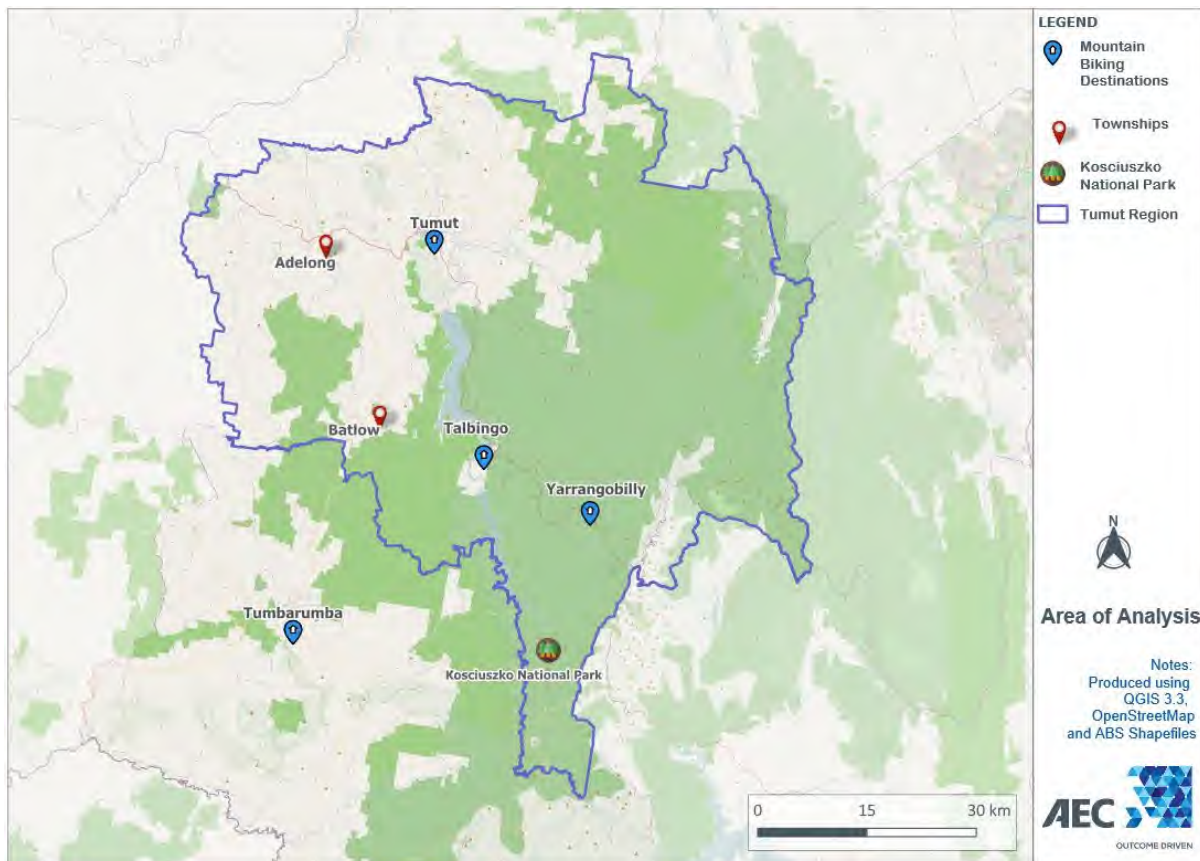 LEGEND
Mountain
Biking
Destinations
Townships
Kosciuszko
National Park
Tumut Region
Tumut
Adelong
Batlow
Talbingo
Yarrangobilly
Tumbarumba
Kosciuszko National Park
N
Area of Analysis
Notes:
Produced using
QGIS 3.3,
OpenStreetMap
and ABS Shapefiles
0 15 30 km
AEC
OUTCOME DRIVEN